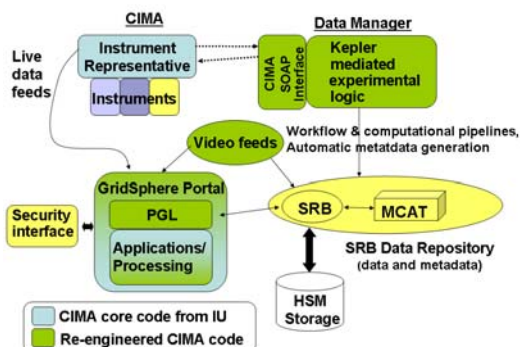 CIMA
Data Manager
Live
data
feeds
Instrument
Representative
Instruments
CIMA
SOAP
Interface
Kepler
mediated
experimental
logic
Workflow & computational pipelines,
Automatic metatdata generation
Video feeds
GridSphere Portal
PGL
Applications/
Processing
Security
interface
SRB
MCAT
SRB Data Repository
(data and metadata)
HSM
Storage
CIMA core code from IU
Re-engineered CIMA code